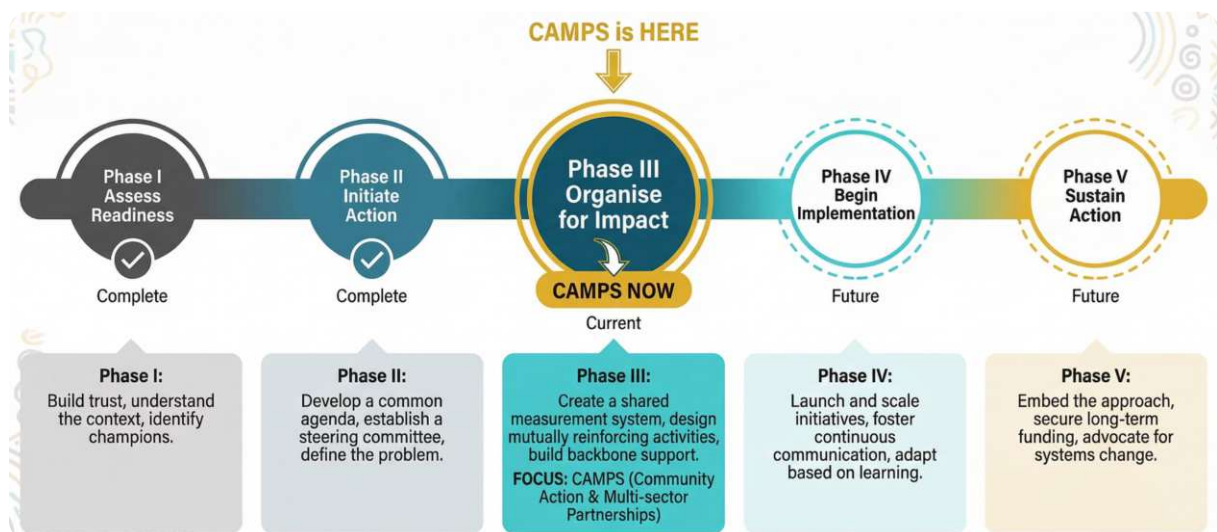 CAMPS is HERE
Phase I
Assess
Readiness
Complete
Phase II
Initiate
Action
Complete
Phase III
Organise
for Impact
CAMPS NOW
Current
Phase IV
Begin
Implementation
Future
Phase V
Sustain
Action
Future
Phase I:
Build trust, understand
the context, identify
champions.
Phase II:
Develop a common
agenda, establish a
steering committee,
define the problem.
Phase III:
Create a shared
measurement system, design
mutually reinforcing activities,
build backbone support.
FOCUS: CAMPS (Community
Action & Multi-sector
Partnerships)
Phase IV:
Launch and scale
initiatives, foster
continuous
communication, adapt
based on learning.
Phase V:
Embed the approach,
secure long-term
funding, advocate for
systems change.